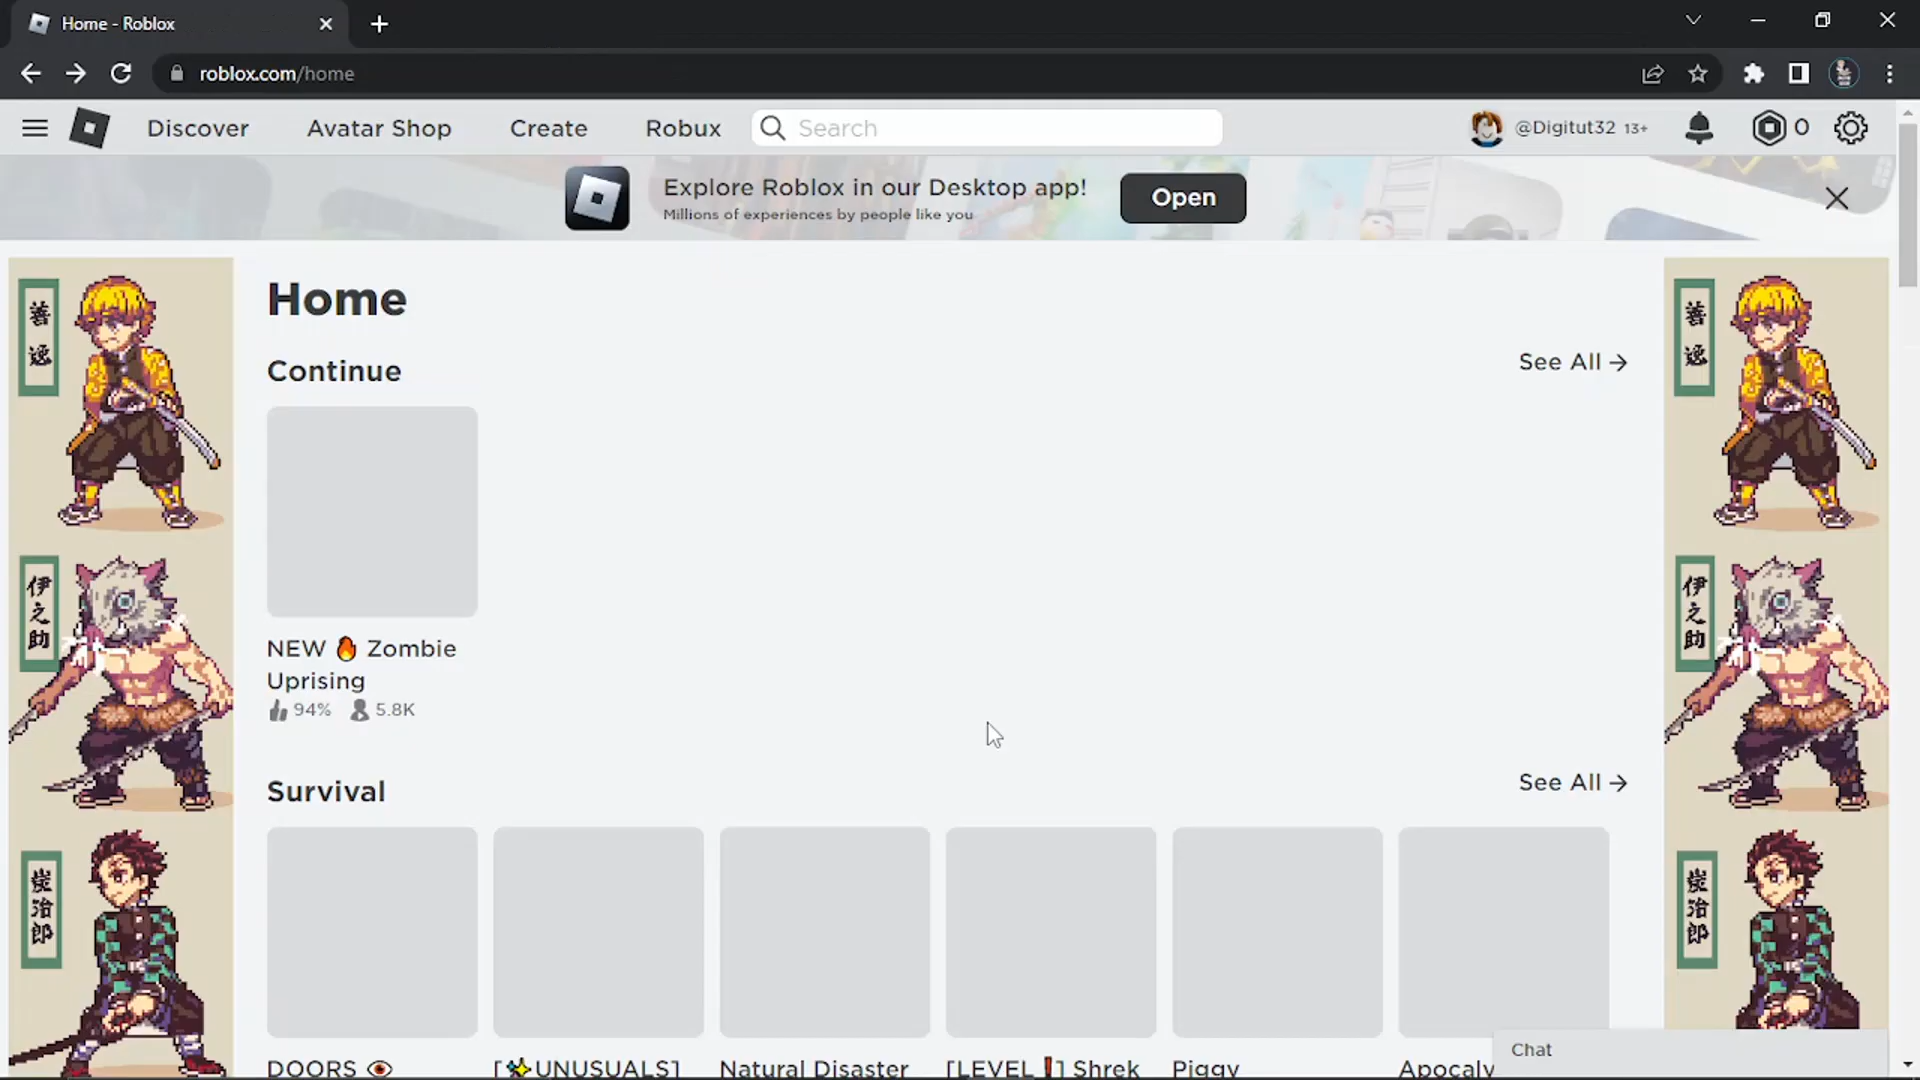 Home - Roblox
roblox.com/home
Discover
Avatar Shop
Create
Robux
Search
@Digitut32 13+
0
Explore Roblox in our Desktop app!
Millions of experiences by people like you
Open
Home
Continue
See All →
NEW 🔥 Zombie
Uprising
94% 5.8K
Survival
See All →
DOORS 👁️
[✨UNUSUALS]
Natural Disaster
[LEVEL ❗] Shrek
Piggy
Apocaly
Chat
善逸
伊之助
炭治郎
善逸
伊之助
炭治郎